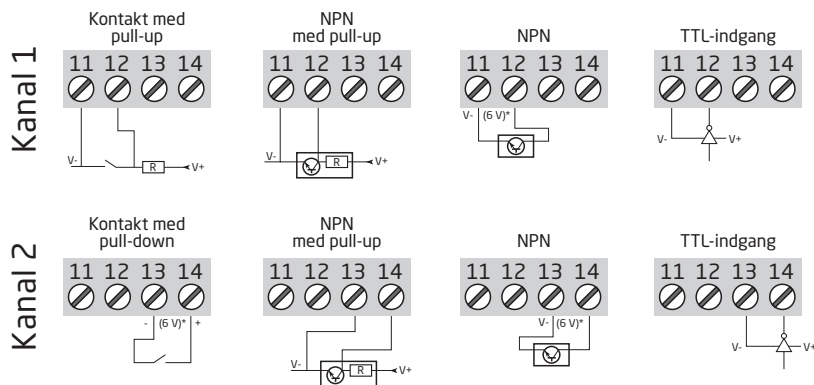 Kanal 1
Kontakt med
pull-up
11 12 13 14
V-
R
V+
NPN
med pull-up
11 12 13 14
V-
R
V+
NPN
11 12 13 14
V- (6 V)*
TTL-indgang
11 12 13 14
V-
V+
Kanal 2
Kontakt med
pull-down
11 12 13 14
- (6 V)* +
NPN
med pull-up
11 12 13 14
V-
R
V+
NPN
11 12 13 14
V- (6 V)*
TTL-indgang
11 12 13 14
V-
V+